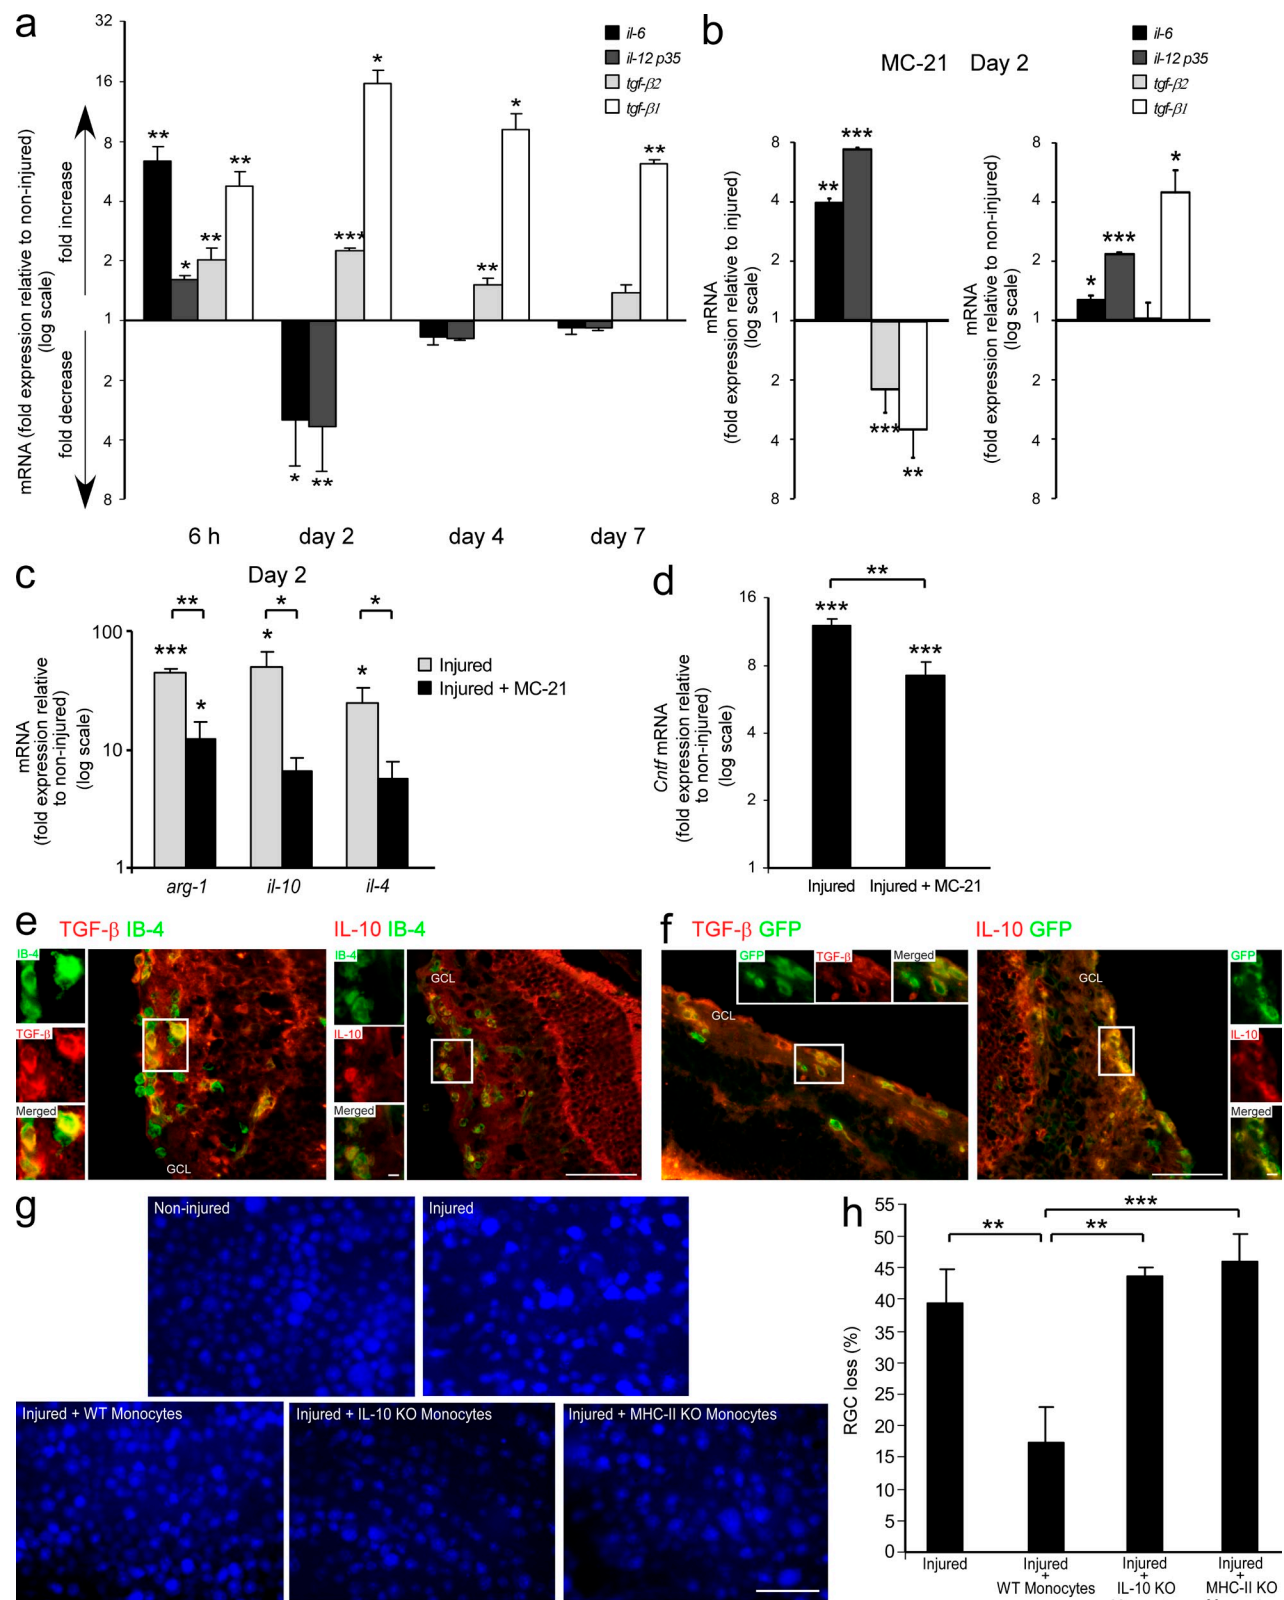 a
32
16
8
4
2
1
2
4
8
mRNA (fold expression relative to non-injured)
(log scale)
fold increase
fold decrease
il-6
il-12 p35
tgf-β2
tgf-β1
**
*
**
**
*
**
***
*
**
*
**
6 h
day 2
day 4
day 7
b
MC-21 Day 2
il-6
il-12 p35
tgf-β2
tgf-β1
mRNA
(fold expression relative to injured)
(log scale)
8
4
2
1
2
4
8
**
***
***
**
mRNA
(fold expression relative to non-injured)
(log scale)
8
4
2
1
2
4
8
*
***
*
c
Day 2
mRNA
(fold expression relative
to non-injured)
(log scale)
100
10
1
**
*
*
***
*
*
*
Injured
Injured + MC-21
arg-1
il-10
il-4
d
Cntf mRNA
(fold expression relative
to non-injured)
(log scale)
16
8
4
2
1
**
***
***
Injured
Injured + MC-21
e
TGF-β IB-4
IB-4
TGF-β
Merged
GCL
IL-10 IB-4
IB-4
IL-10
Merged
GCL
f
TGF-β GFP
GFP
TGF-β
Merged
GCL
IL-10 GFP
GCL
GFP
IL-10
Merged
g
Non-injured
Injured
Injured + WT Monocytes
Injured + IL-10 KO Monocytes
Injured + MHC-II KO Monocytes
h
RGC loss (%)
55
50
45
40
35
30
25
20
15
10
5
0
**
**
***
Injured
Injured
+
WT Monocytes
Injured
+
IL-10 KO
Injured
+
MHC-II KO